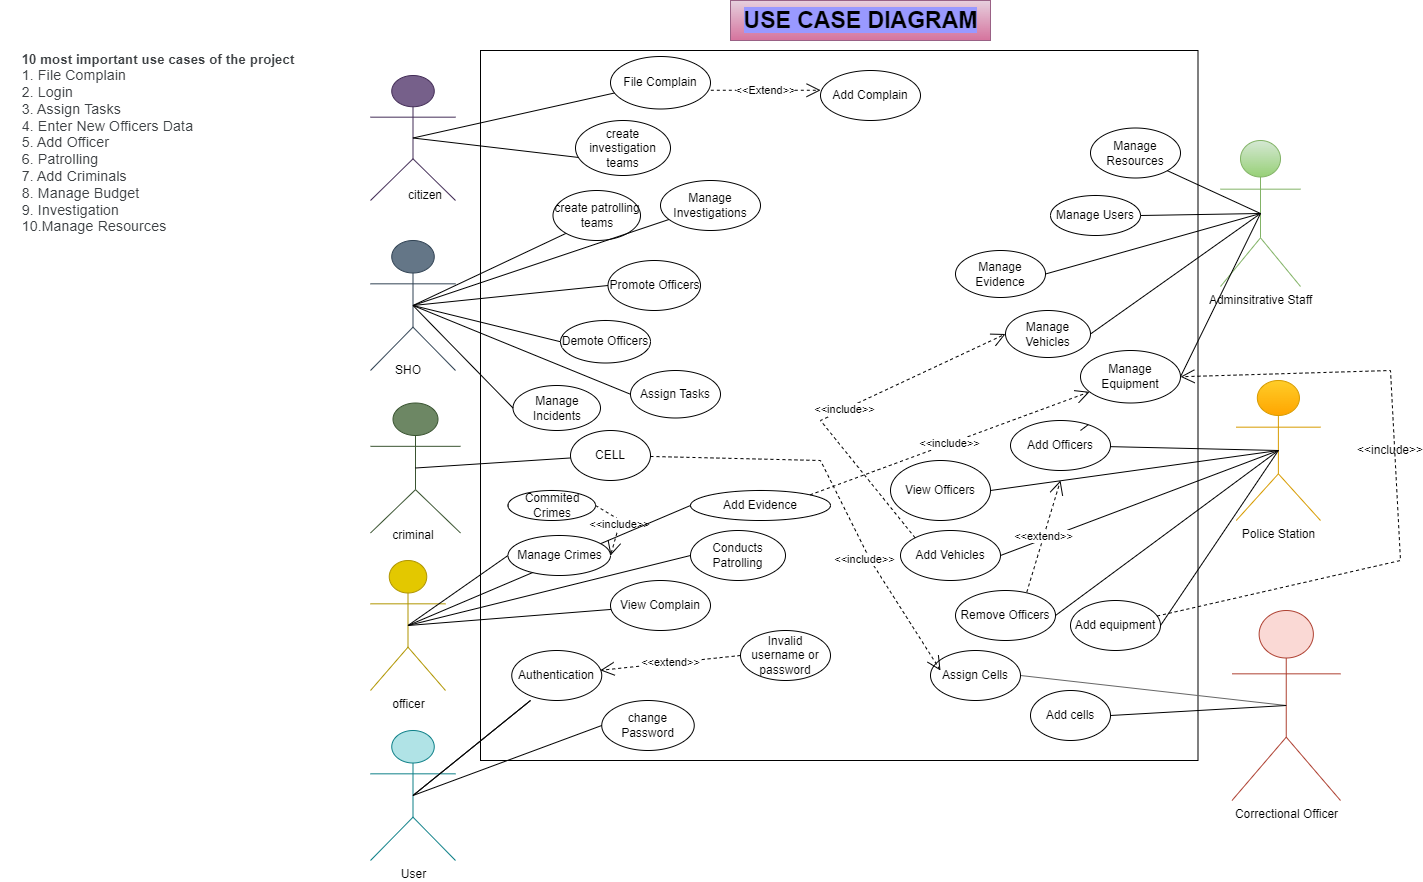 USE CASE DIAGRAM
10 most important use cases of the project
1. File Complain
2. Login
3. Assign Tasks
4. Enter New Officers Data
5. Add Officer
6. Patrolling
7. Add Criminals
8. Manage Budget
9. Investigation
10.Manage Resources
citizen
SHO
criminal
officer
User
File Complain
<<Extend>>
Add Complain
create
investigation
teams
create patrolling
teams
Manage
Investigations
Promote Officers
Demote Officers
Assign Tasks
Manage
Incidents
CELL
Commited
Crimes
<<include>>
Add Evidence
Manage Crimes
Conducts
Patrolling
View Complain
Authentication
<<extend>>
Invalid
username or
password
change
Password
Manage
Resources
Manage Users
Manage
Evidence
Manage
Vehicles
Manage
Equipment
<<include>>
<<include>>
Add Officers
View Officers
<<extend>>
Add Vehicles
<<include>>
Remove Officers
Add equipment
Assign Cells
Add cells
Adminsitrative Staff
<<include>>
Police Station
Correctional Officer